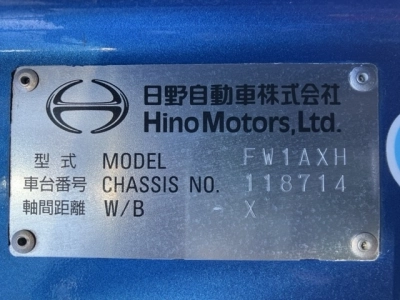 日野自動車株式会社
Hino Motors, Ltd.
型式 MODEL FW1AXH
車台番号 CHASSIS NO. 118714
軸間距離 W/B - X